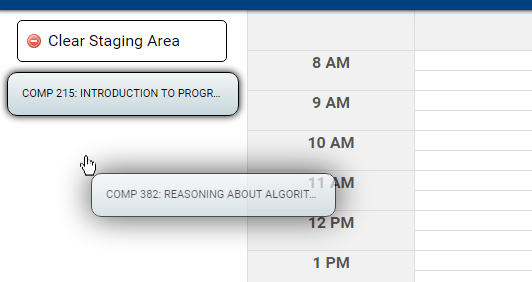 Clear Staging Area
COMP 215: INTRODUCTION TO PROGR...
COMP 382: REASONING ABOUT ALGORIT...
8 AM
9 AM
10 AM
11 AM
12 PM
1 PM